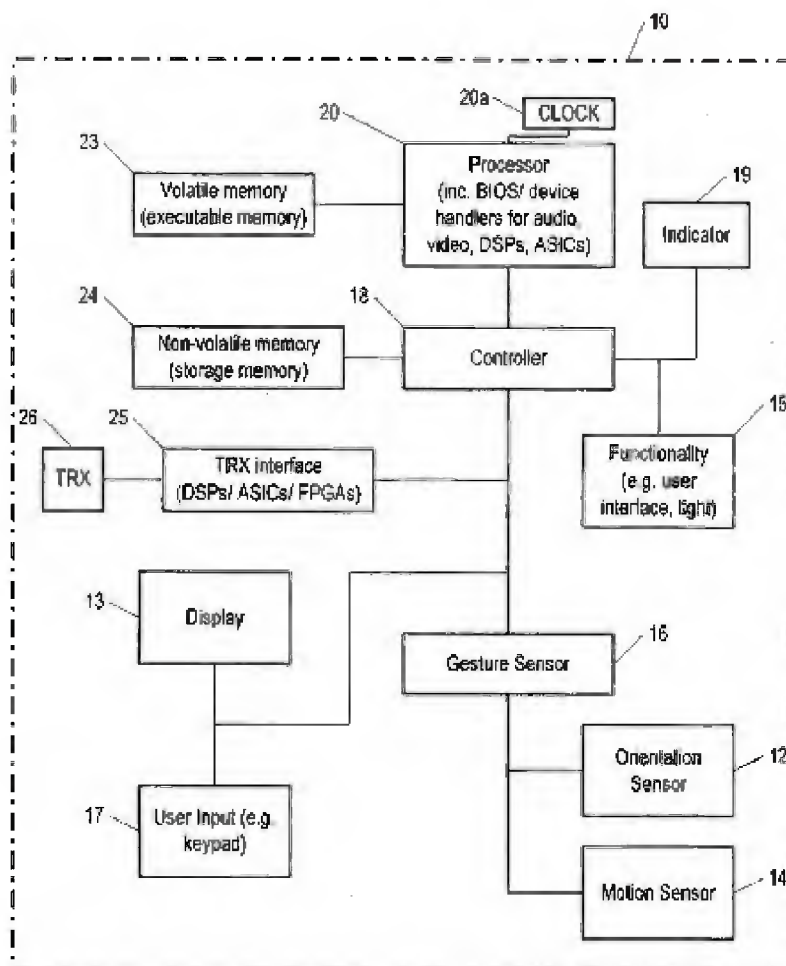 10
20a
CLOCK
20
Processor
(inc. BIOS/ device
handlers for audio,
video, DSPs, ASICs)
23
Volatile memory
(executable memory)
19
Indicator
18
Controller
24
Non-volatile memory
(storage memory)
15
Functionality
(e.g. user
interface, light)
26
TRX
25
TRX interface
(DSPs/ ASICs/ FPGAs)
13
Display
16
Gesture Sensor
12
Orientation
Sensor
17
User Input (e.g.
keypad)
14
Motion Sensor